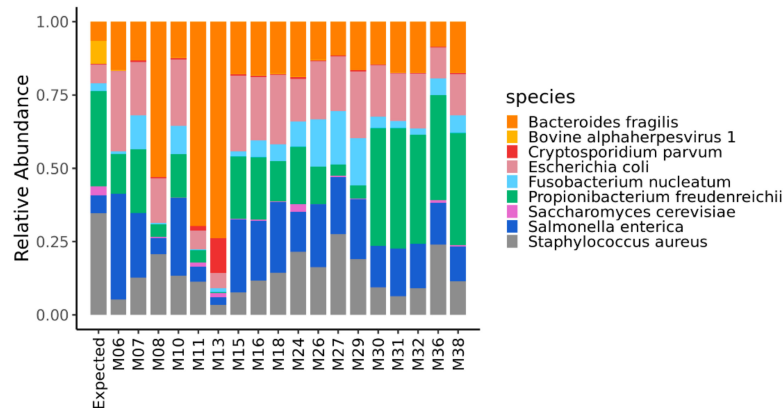 1.00
0.75
0.50
0.25
0.00
Relative Abundance
Expected
M06
M07
M08
M10
M11
M13
M15
M16
M18
M24
M26
M27
M29
M30
M31
M32
M36
M38
species
Bacteroides fragilis
Bovine alphaherpesvirus 1
Cryptosporidium parvum
Escherichia coli
Fusobacterium nucleatum
Propionibacterium freudenreichii
Saccharomyces cerevisiae
Salmonella enterica
Staphylococcus aureus